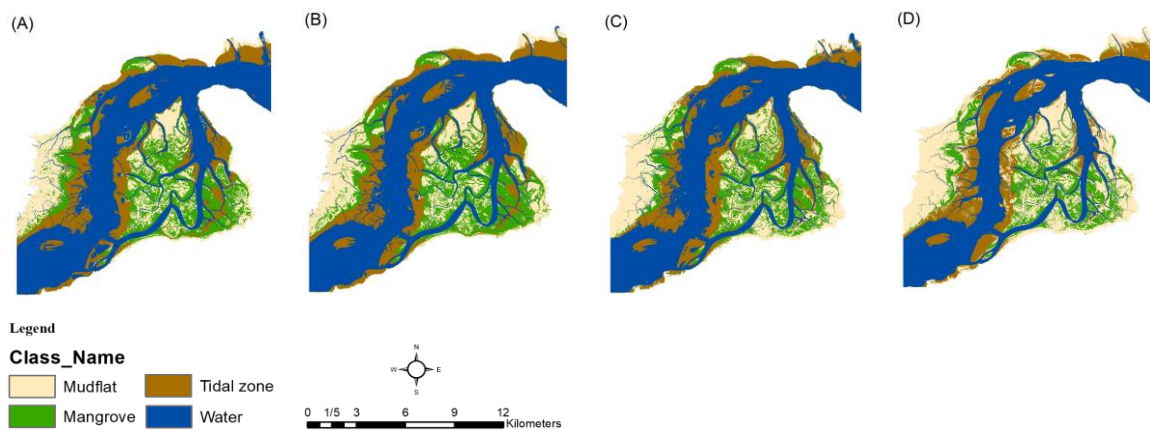 (A)
(B)
(C)
(D)
Legend
Class_Name
Mudflat
Tidal zone
Mangrove
Water
N
W
E
S
0 1/5 3 6 9 12
Kilometers